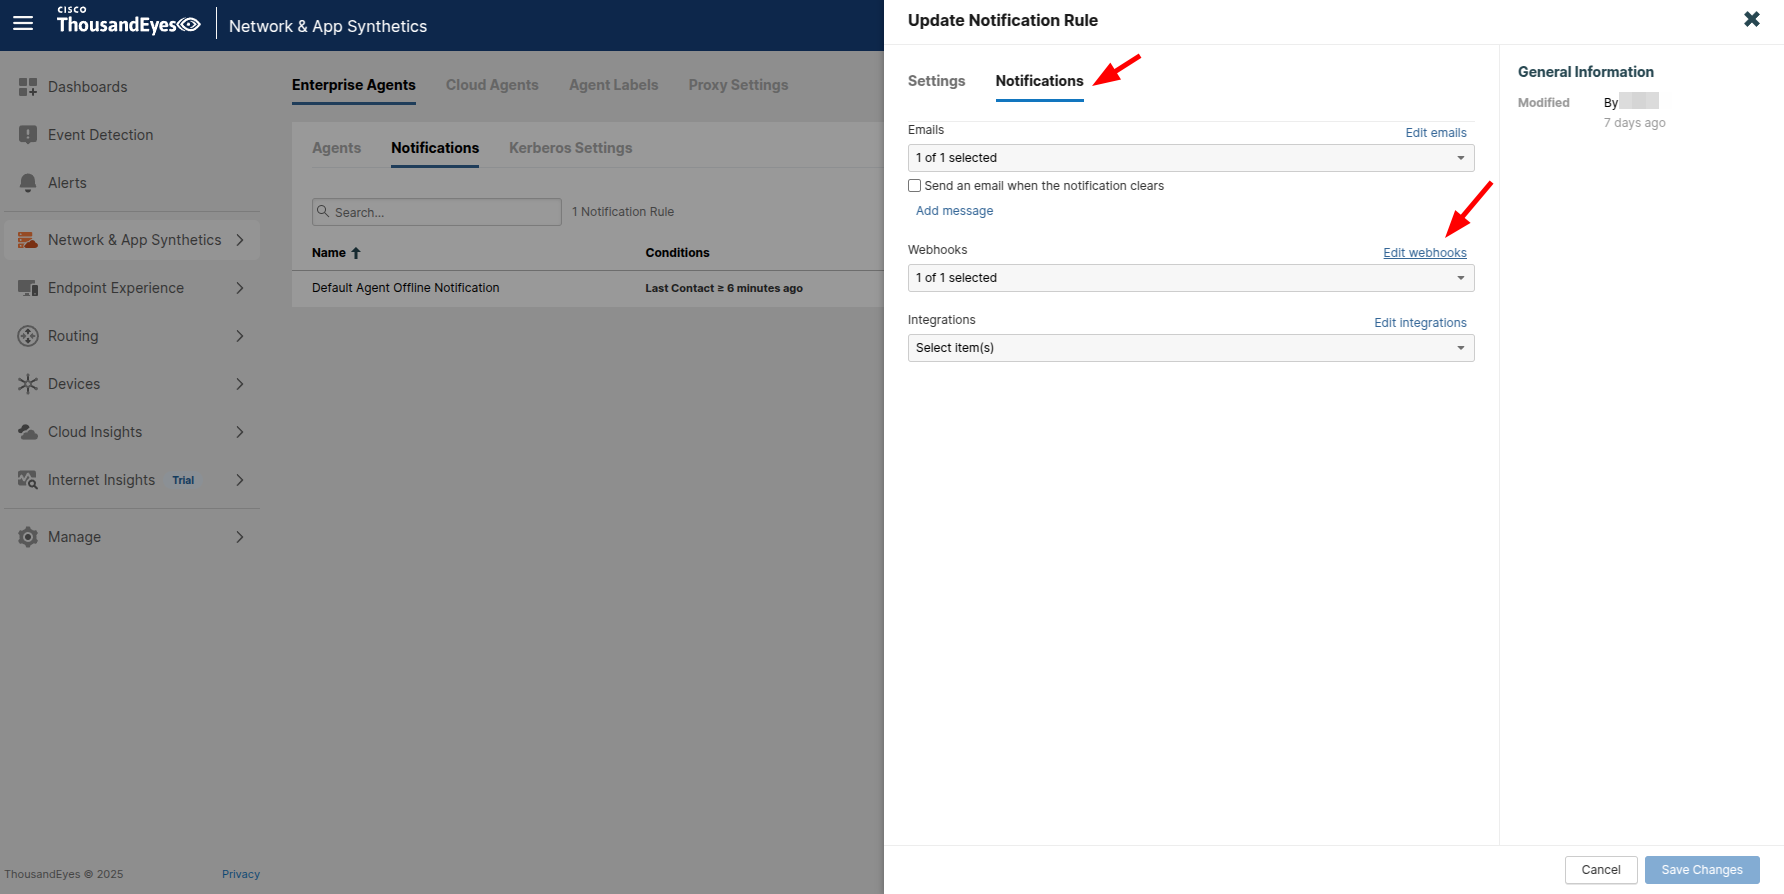 CISCO
ThousandEyes
Network & App Synthetics
Dashboards
Event Detection
Alerts
Network & App Synthetics
Endpoint Experience
Routing
Devices
Cloud Insights
Internet Insights Trial
Manage
ThousandEyes © 2025 Privacy
Enterprise Agents Cloud Agents Agent Labels Proxy Settings
Agents Notifications Kerberos Settings
Search... 1 Notification Rule
Name Conditions
Default Agent Offline Notification Last Contact ≥ 6 minutes ago
Update Notification Rule
Settings Notifications
Emails Edit emails
1 of 1 selected
Send an email when the notification clears
Add message
Webhooks Edit webhooks
1 of 1 selected
Integrations Edit integrations
Select item(s)
General Information
Modified By
7 days ago
Cancel Save Changes